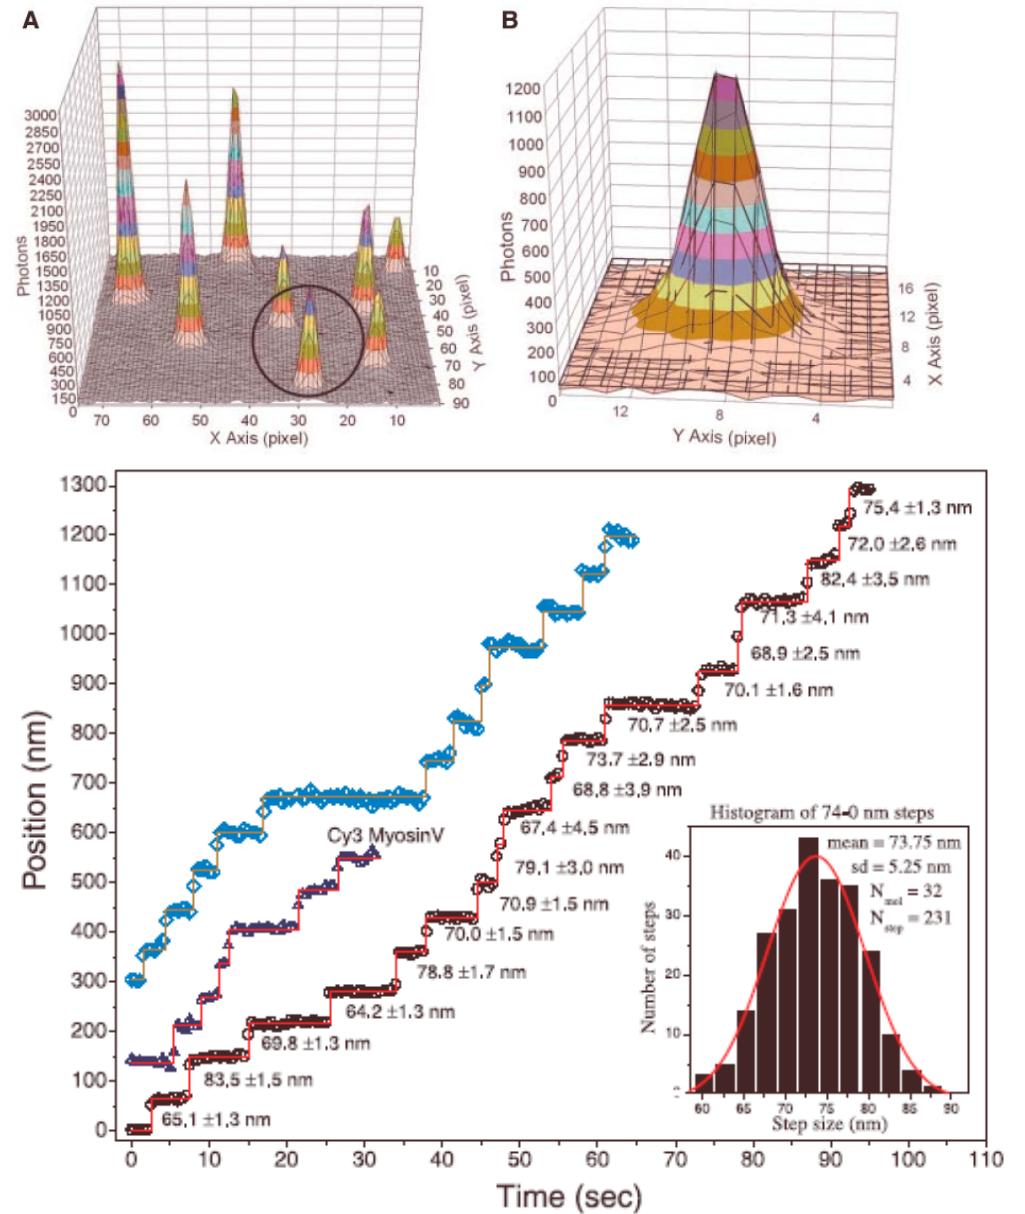 A
3000
2850
2700
2550
2400
2250
2100
1950
1800
1650
1500
1350
1200
1050
900
750
600
450
300
150
0
Photons
70 60 50 40 30 20 10
X Axis (pixel)
10
20
30
40
50
60
70
80
90
Y Axis (pixel)
B
1200
1100
1000
900
800
700
600
500
400
300
200
100
0
Photons
12 8 4
Y Axis (pixel)
16
12
8
4
X Axis (pixel)
1300
1200
1100
1000
900
800
700
600
500
400
300
200
100
0
Position (nm)
75,4 ±1,3 nm
72.0 ±2,6 nm
82,4 ±3,5 nm
71,3 ±4,1 nm
68,9 ±2,5 nm
70,1 ±1,6 nm
70,7 ±2,5 nm
73,7 ±2,9 nm
68,8 ±3,9 nm
67,4 ±4,5 nm
79,1 ±3,0 nm
70,9 ±1,5 nm
70,0 ±1,5 nm
78,8 ±1,7 nm
64,2 ±1,3 nm
69,8 ±1,3 nm
83,5 ±1,5 nm
65,1 ±1,3 nm
Cy3 MyosinV
Histogram of 74-0 nm steps
mean = 73.75 nm
sd = 5.25 nm
Nmol = 32
Nstep = 231
40
30
20
10
Number of steps
60 65 70 75 80 85 90
Step size (nm)
0 10 20 30 40 50 60 70 80 90 100 110
Time (sec)